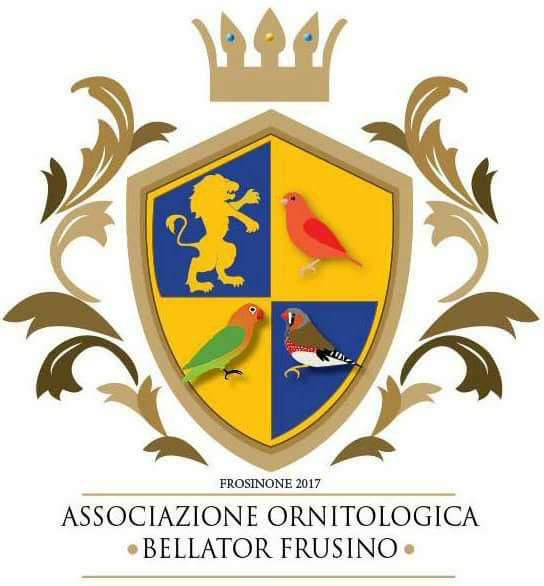 FROSINONE 2017
ASSOCIAZIONE ORNITOLOGICA
• BELLATOR FRUSINO •